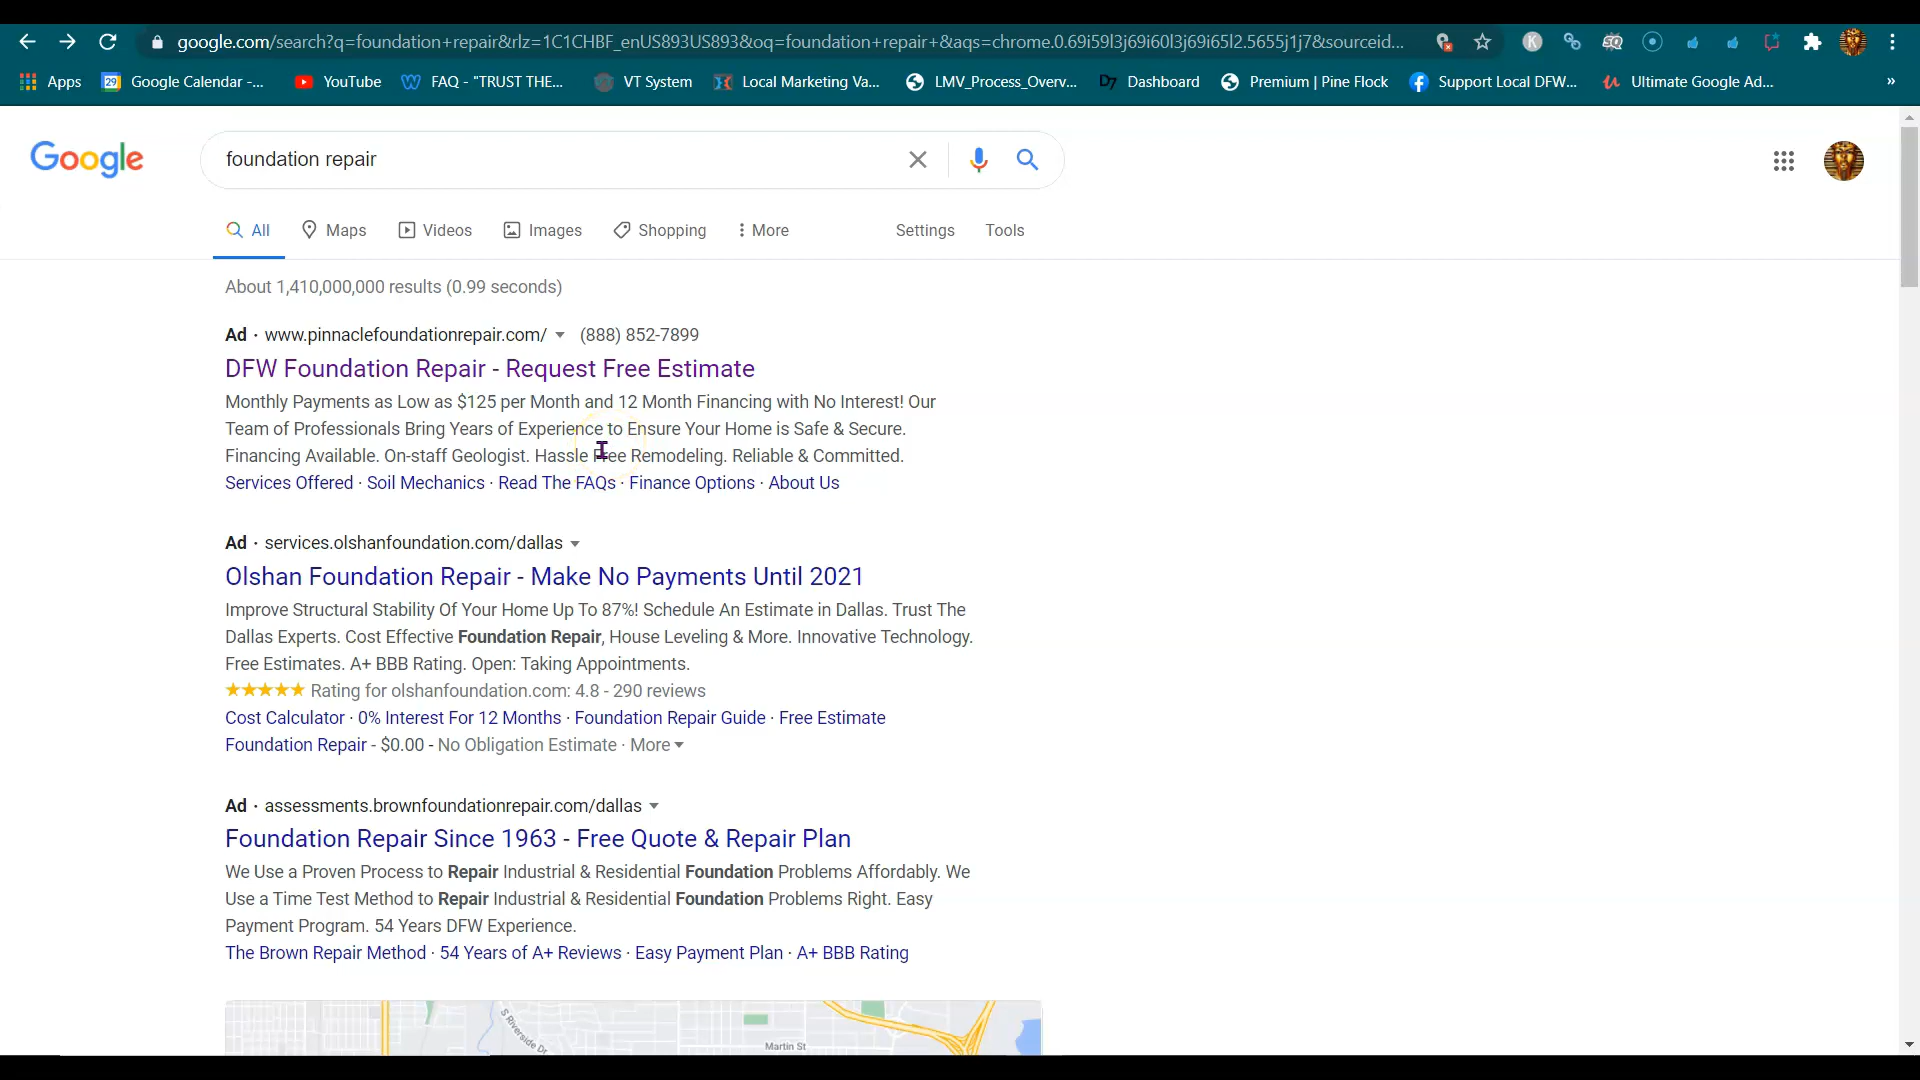 google.com/search?q=foundation+repair&rlz=1C1CHBF_enUS893US893&oq=foundation+repair+&aqs=chrome.0.69i59l3j69i60l3j69i65l2.5655j1j7&sourceid...
Apps Google Calendar -... YouTube FAQ - "TRUST THE... VT System Local Marketing Va... LMV_Process_Overv... Dashboard Premium | Pine Flock Support Local DFW... Ultimate Google Ad... »
Google foundation repair
All Maps Videos Images Shopping More Settings Tools
About 1,410,000,000 results (0.99 seconds)
Ad · www.pinnaclefoundationrepair.com/ (888) 852-7899
DFW Foundation Repair - Request Free Estimate
Monthly Payments as Low as $125 per Month and 12 Month Financing with No Interest! Our
Team of Professionals Bring Years of Experience to Ensure Your Home is Safe & Secure.
Financing Available. On-staff Geologist. Hassle Free Remodeling. Reliable & Committed.
Services Offered · Soil Mechanics · Read The FAQs · Finance Options · About Us
Ad · services.olshanfoundation.com/dallas
Olshan Foundation Repair - Make No Payments Until 2021
Improve Structural Stability Of Your Home Up To 87%! Schedule An Estimate in Dallas. Trust The
Dallas Experts. Cost Effective Foundation Repair, House Leveling & More. Innovative Technology.
Free Estimates. A+ BBB Rating. Open: Taking Appointments.
Rating for olshanfoundation.com: 4.8 - 290 reviews
Cost Calculator · 0% Interest For 12 Months · Foundation Repair Guide · Free Estimate
Foundation Repair - $0.00 - No Obligation Estimate · More
Ad · assessments.brownfoundationrepair.com/dallas
Foundation Repair Since 1963 - Free Quote & Repair Plan
We Use a Proven Process to Repair Industrial & Residential Foundation Problems Affordably. We
Use a Time Test Method to Repair Industrial & Residential Foundation Problems Right. Easy
Payment Program. 54 Years DFW Experience.
The Brown Repair Method · 54 Years of A+ Reviews · Easy Payment Plan · A+ BBB Rating
S Riverside Dr
Martin St